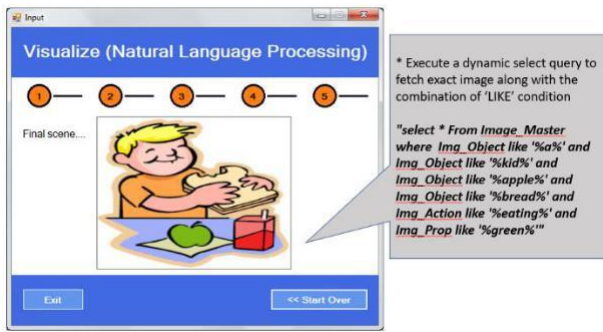 Input
Visualize (Natural Language Processing)
1 2 3 4 5
Final scene....
Exit
<< Start Over
* Execute a dynamic select query to
fetch exact image along with the
combination of 'LIKE' condition
"select * From Image_Master
where Img_Object like '%a%' and
Img_Object like '%kid%' and
Img_Object like '%apple%' and
Img_Object like '%bread%' and
Img_Action like '%eating%' and
Img_Prop like '%green%'"